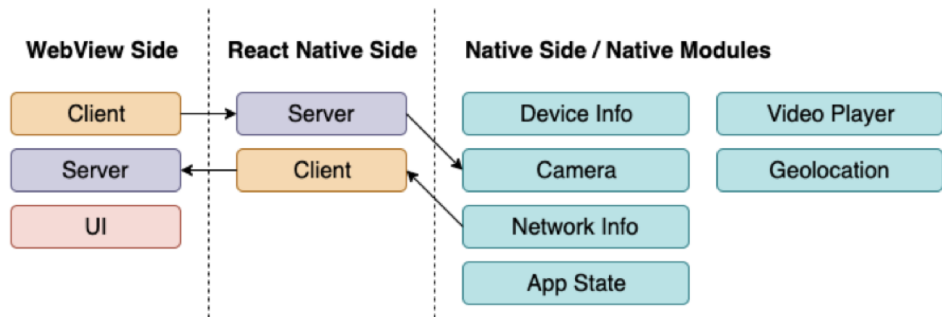 WebView Side
React Native Side
Native Side / Native Modules
Client
Server
Device Info
Video Player
Server
Client
Camera
Geolocation
UI
Network Info
App State